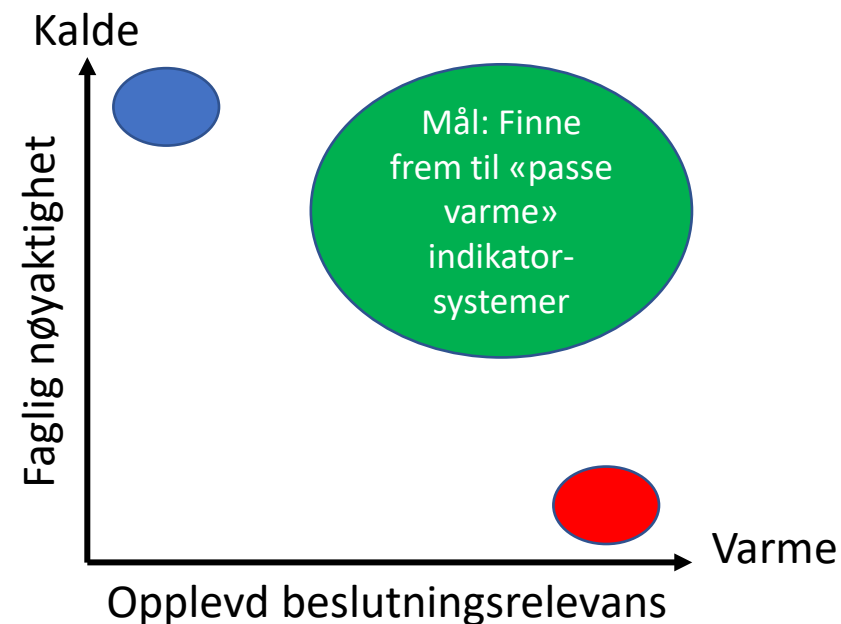 Kalde
Faglig nøyaktighet
Mål: Finne
frem til «passe
varme»
indikator-
systemer
Varme
Opplevd beslutningsrelevans